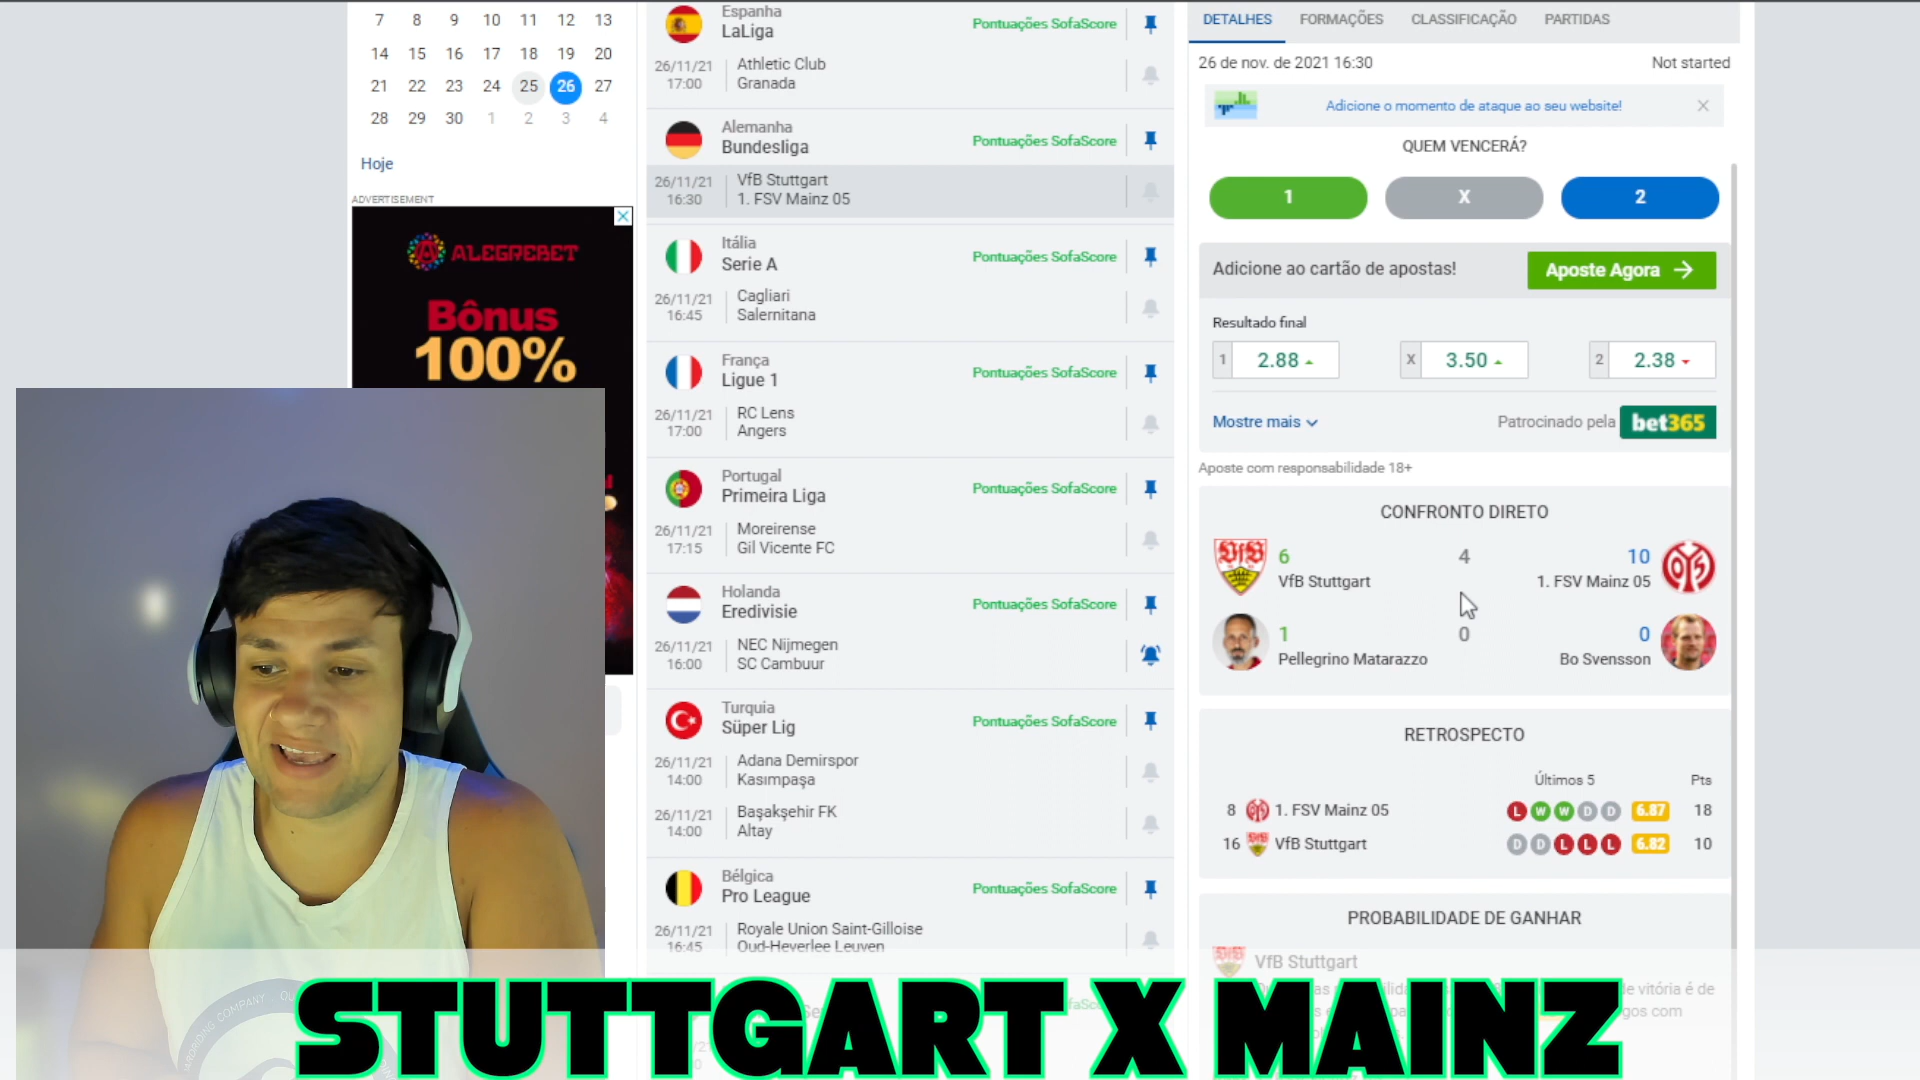 7 8 9 10 11 12 13
14 15 16 17 18 19 20
21 22 23 24 25 26 27
28 29 30 1 2 3 4
Hoje
ADVERTISEMENT
ALEGREBET
Bônus
100%
Espanha
LaLiga
Pontuações SofaScore
26/11/21
17:00
Athletic Club
Granada
Alemanha
Bundesliga
Pontuações SofaScore
26/11/21
16:30
VfB Stuttgart
1. FSV Mainz 05
Itália
Serie A
Pontuações SofaScore
26/11/21
16:45
Cagliari
Salernitana
França
Ligue 1
Pontuações SofaScore
26/11/21
17:00
RC Lens
Angers
Portugal
Primeira Liga
Pontuações SofaScore
26/11/21
17:15
Moreirense
Gil Vicente FC
Holanda
Eredivisie
Pontuações SofaScore
26/11/21
16:00
NEC Nijmegen
SC Cambuur
Turquia
Süper Lig
Pontuações SofaScore
26/11/21
14:00
Adana Demirspor
Kasımpaşa
26/11/21
14:00
Başakşehir FK
Altay
Bélgica
Pro League
Pontuações SofaScore
26/11/21
16:45
Royale Union Saint-Gilloise
Oud-Heverlee Leuven
DETALHES FORMAÇÕES CLASSIFICAÇÃO PARTIDAS
26 de nov. de 2021 16:30 Not started
Adicione o momento de ataque ao seu website!
QUEM VENCERÁ?
1 X 2
Adicione ao cartão de apostas! Aposte Agora
Resultado final
1 2.88 X 3.50 2 2.38
Mostre mais Patrocinado pela bet365
Aposte com responsabilidade 18+
CONFRONTO DIRETO
6 4 10
VfB Stuttgart 1. FSV Mainz 05
1 0 0
Pellegrino Matarazzo Bo Svensson
RETROSPECTO
Últimos 5 Pts
8 1. FSV Mainz 05 L W W D D 6.87 18
16 VfB Stuttgart D D L L L 6.82 10
PROBABILIDADE DE GANHAR
VfB Stuttgart
de vitória é de
STUTTGART X MAINZ